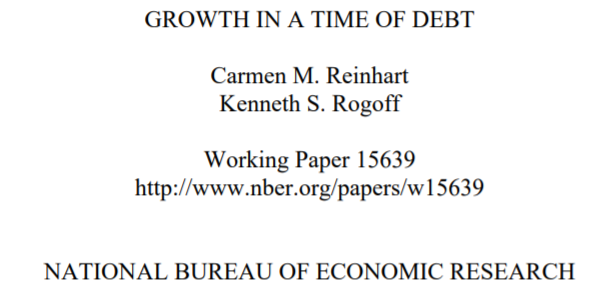 GROWTH IN A TIME OF DEBT
Carmen M. Reinhart
Kenneth S. Rogoff
Working Paper 15639
http://www.nber.org/papers/w15639
NATIONAL BUREAU OF ECONOMIC RESEARCH